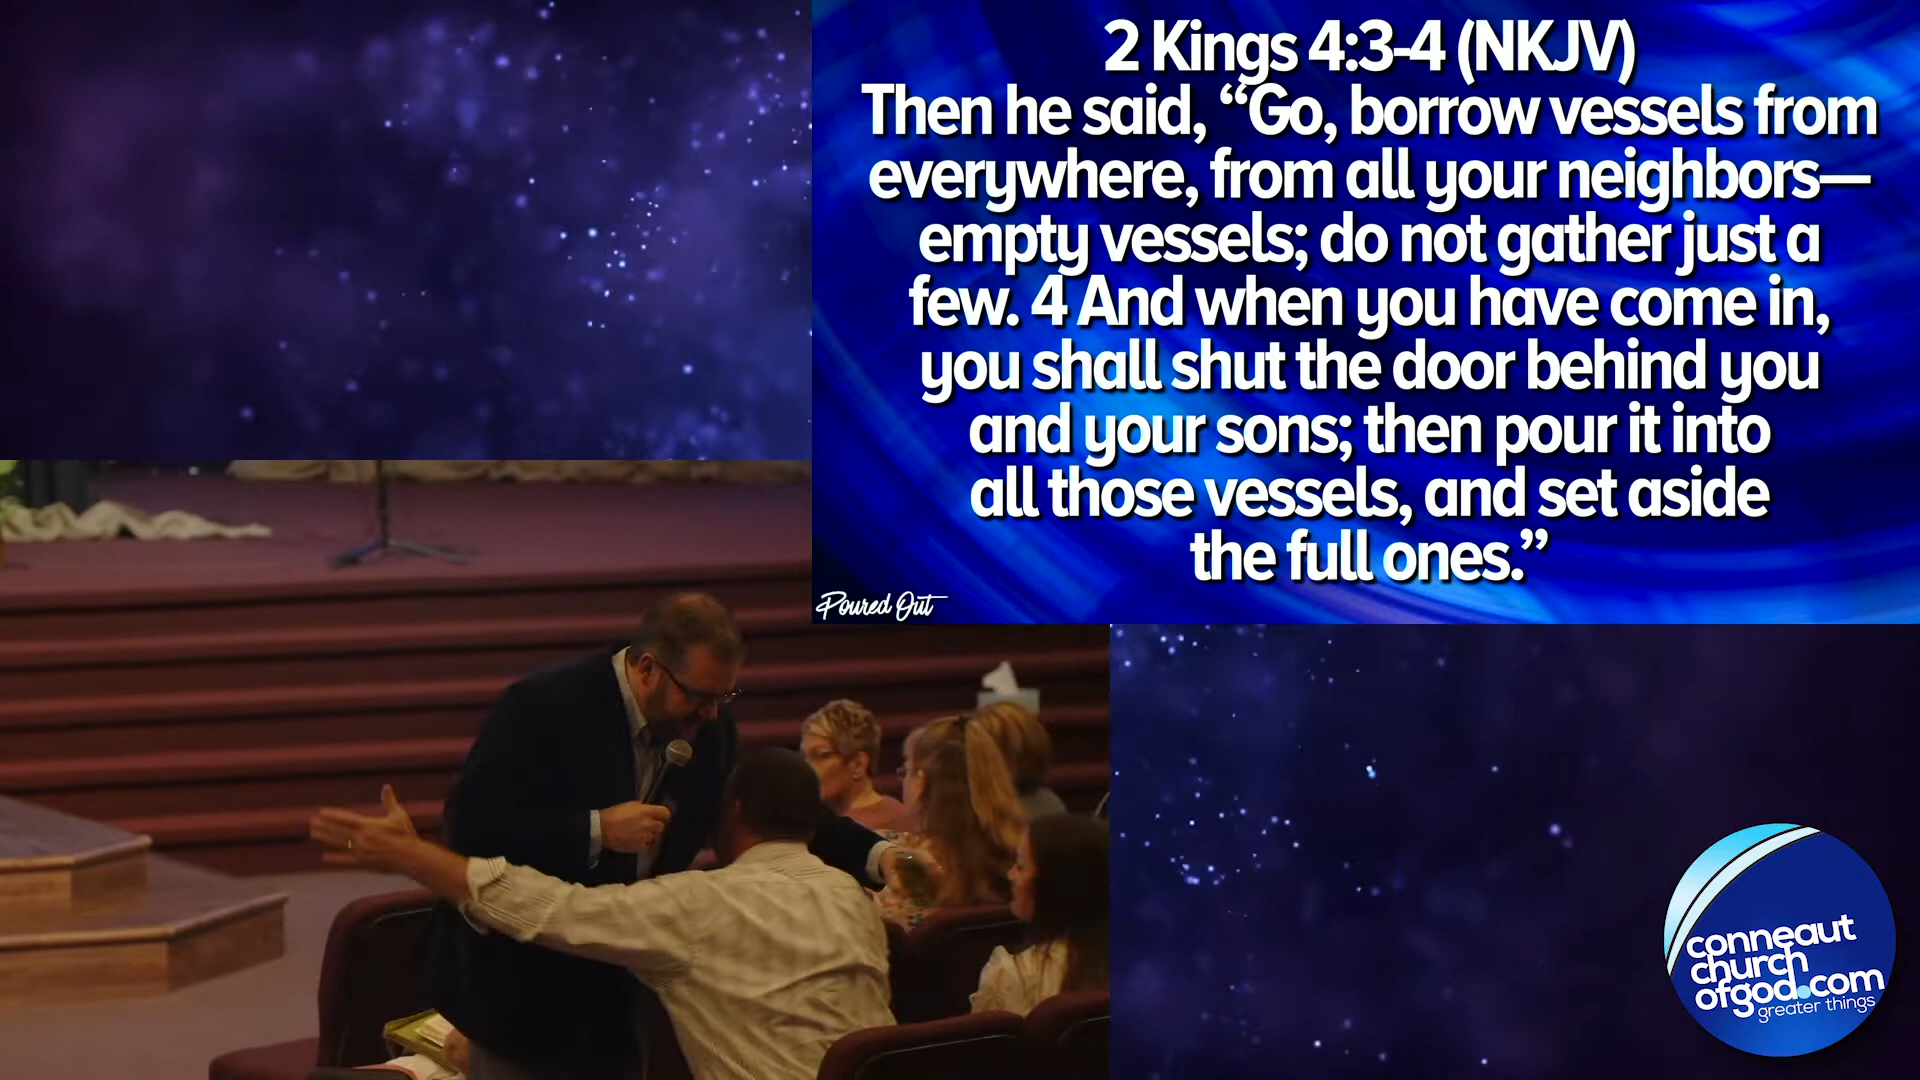 2 Kings 4:3-4 (NKJV)
Then he said, “Go, borrow vessels from
everywhere, from all your neighbors—
empty vessels; do not gather just a
few. 4 And when you have come in,
you shall shut the door behind you
and your sons; then pour it into
all those vessels, and set aside
the full ones.”
Poured Out
conneaut
church
ofgod.com
greater things